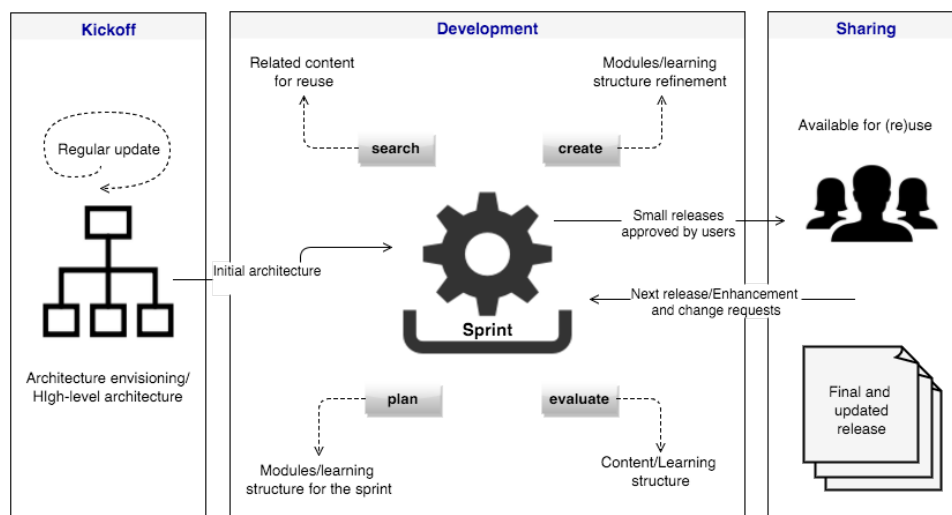 Kickoff
Regular update
Architecture envisioning/
HIgh-level architecture
Initial architecture
Development
Related content
for reuse
search
Modules/learning
structure refinement
create
Sprint
plan
Modules/learning
structure for the sprint
evaluate
Content/Learning
structure
Small releases
approved by users
Next release/Enhancement
and change requests
Sharing
Available for (re)use
Final and
updated
release